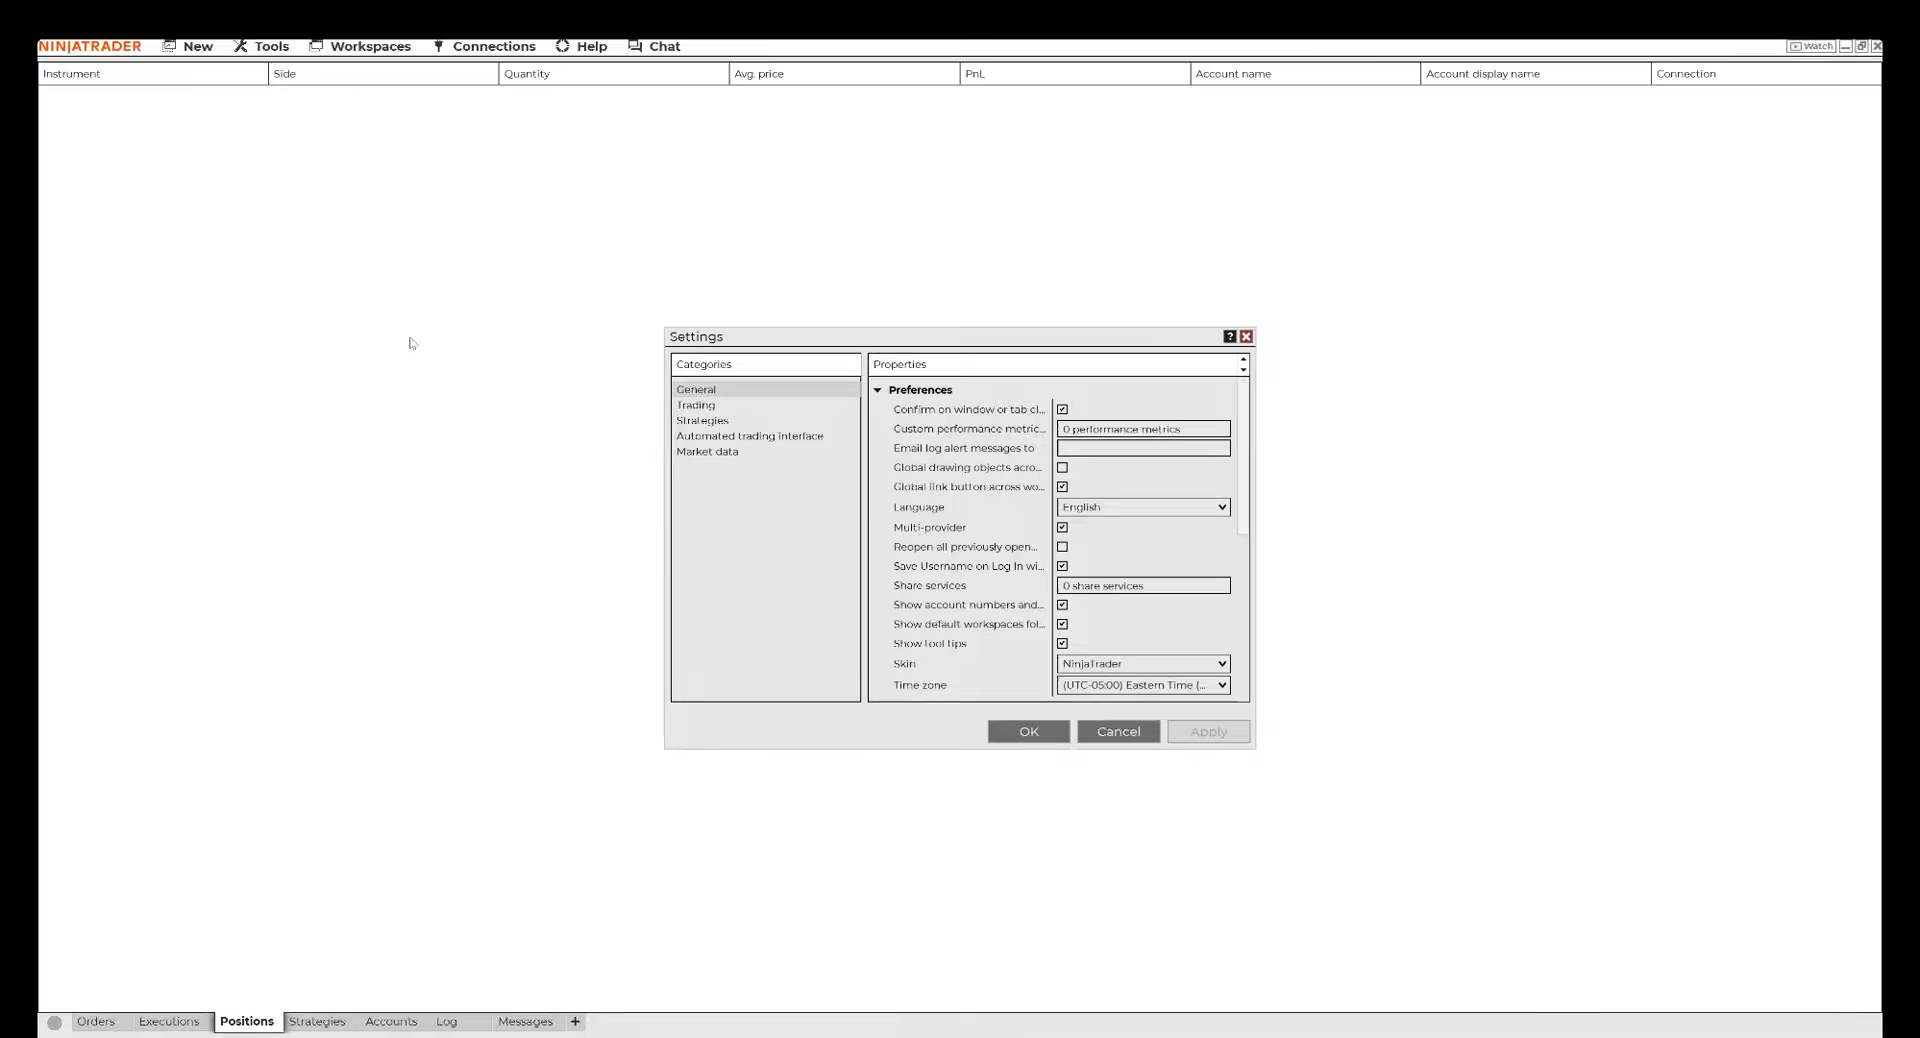 NINJATRADER New Tools Workspaces Connections Help Chat Watch
Instrument Side Quantity Avg. price PnL Account name Account display name Connection
Settings ?
Categories Properties
General
Trading
Strategies
Automated trading interface
Market data
Preferences
Confirm on window or tab cl...
Custom performance metric... 0 performance metrics
Email log alert messages to
Global drawing objects acro...
Global link button across wo...
Language English
Multi-provider
Reopen all previously open...
Save Username on Log In wi...
Share services 0 share services
Show account numbers and...
Show default workspaces fol...
Show tool tips
Skin NinjaTrader
Time zone (UTC-05:00) Eastern Time (...
OK Cancel Apply
Orders Executions Positions Strategies Accounts Log Messages +